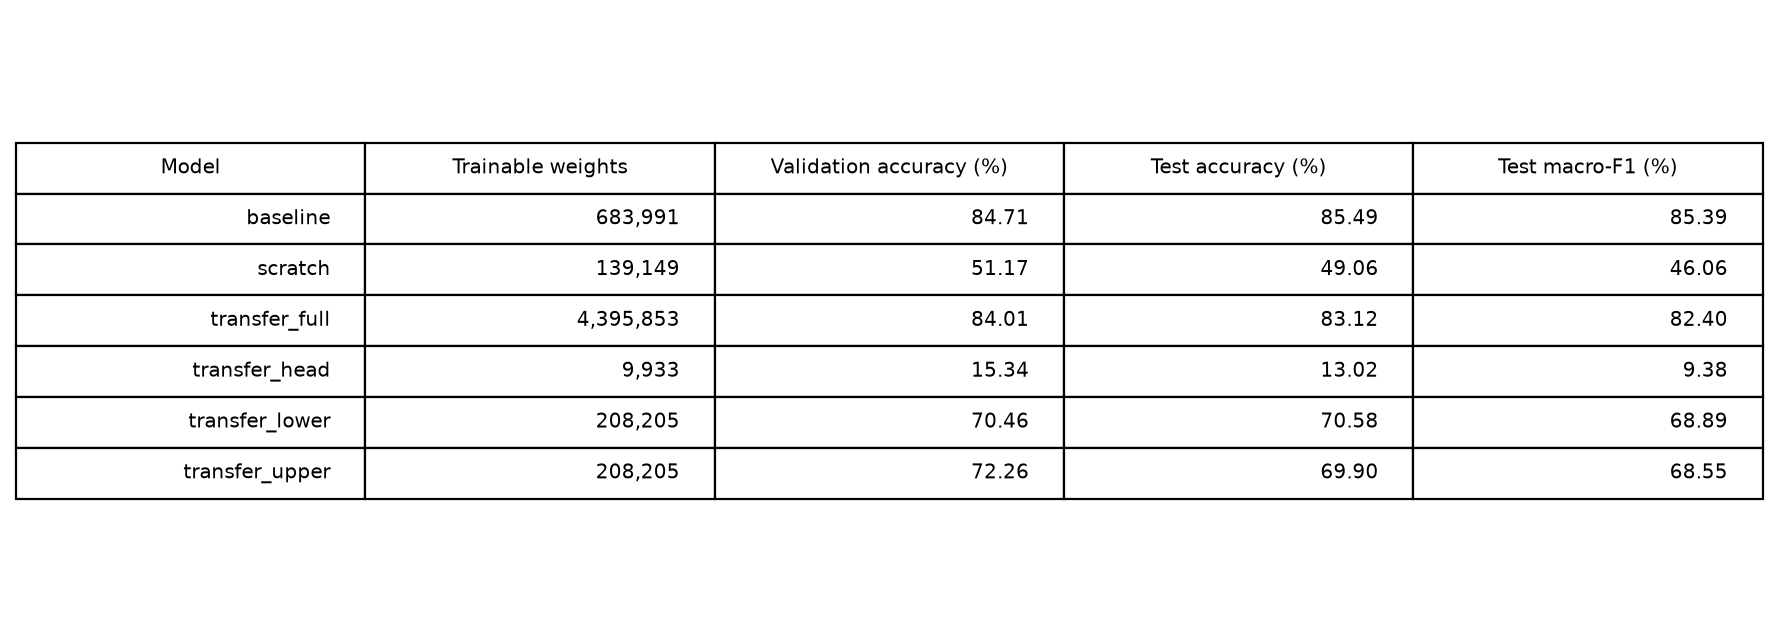 Model Trainable weights Validation accuracy (%) Test accuracy (%) Test macro-F1 (%)
baseline 683,991 84.71 85.49 85.39
scratch 139,149 51.17 49.06 46.06
transfer_full 4,395,853 84.01 83.12 82.40
transfer_head 9,933 15.34 13.02 9.38
transfer_lower 208,205 70.46 70.58 68.89
transfer_upper 208,205 72.26 69.90 68.55